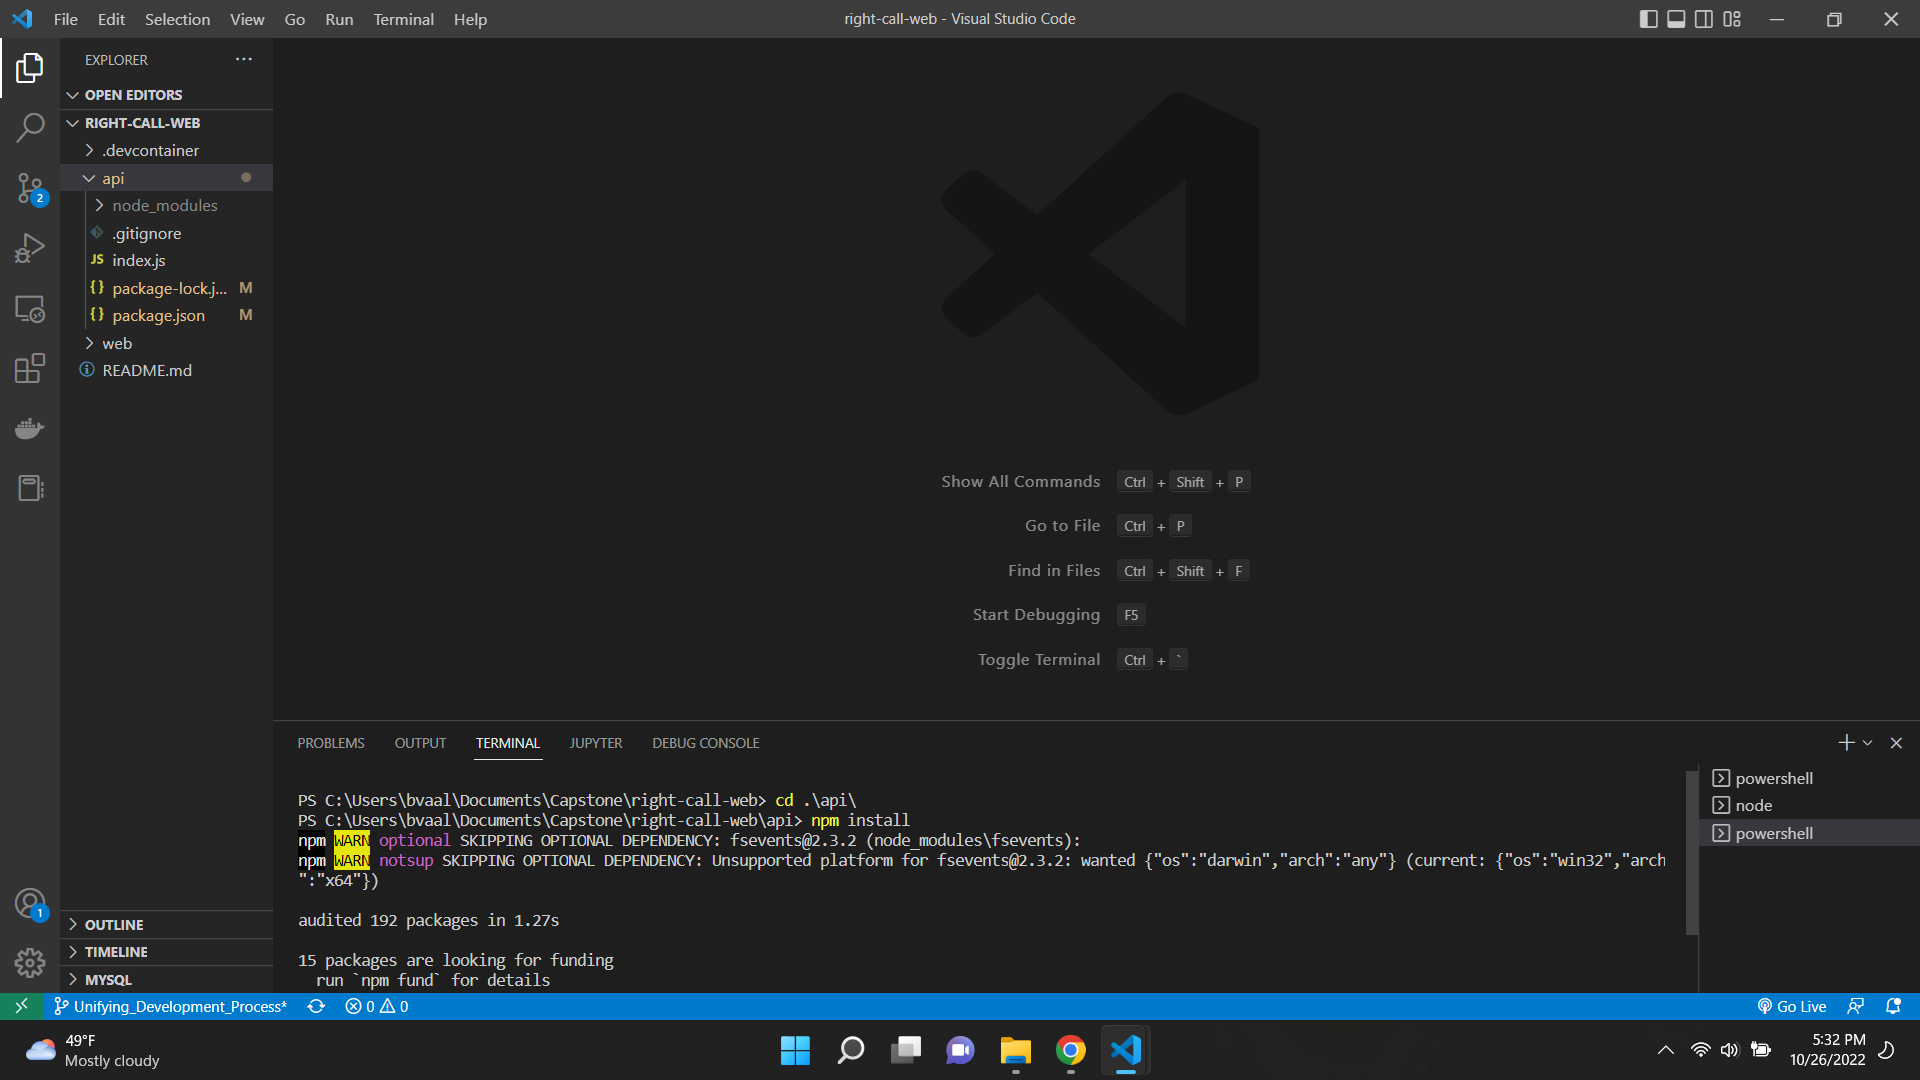 File Edit Selection View Go Run Terminal Help
right-call-web - Visual Studio Code
EXPLORER
OPEN EDITORS
RIGHT-CALL-WEB
.devcontainer
api
node_modules
.gitignore
JS index.js
{} package-lock.j... M
{} package.json M
web
README.md
2
1
OUTLINE
TIMELINE
MYSQL
Show All Commands Ctrl + Shift + P
Go to File Ctrl + P
Find in Files Ctrl + Shift + F
Start Debugging F5
Toggle Terminal Ctrl + `
PROBLEMS OUTPUT TERMINAL JUPYTER DEBUG CONSOLE
PS C:\Users\bvaal\Documents\Capstone\right-call-web> cd .\api\
PS C:\Users\bvaal\Documents\Capstone\right-call-web\api> npm install
npm WARN optional SKIPPING OPTIONAL DEPENDENCY: fsevents@2.3.2 (node_modules\fsevents):
npm WARN notsup SKIPPING OPTIONAL DEPENDENCY: Unsupported platform for fsevents@2.3.2: wanted {"os":"darwin","arch":"any"} (current: {"os":"win32","arch
":"x64"})
audited 192 packages in 1.27s
15 packages are looking for funding
run `npm fund` for details
powershell
node
powershell
Unifying_Development_Process* 0 0
Go Live
49°F
Mostly cloudy
5:32 PM
10/26/2022